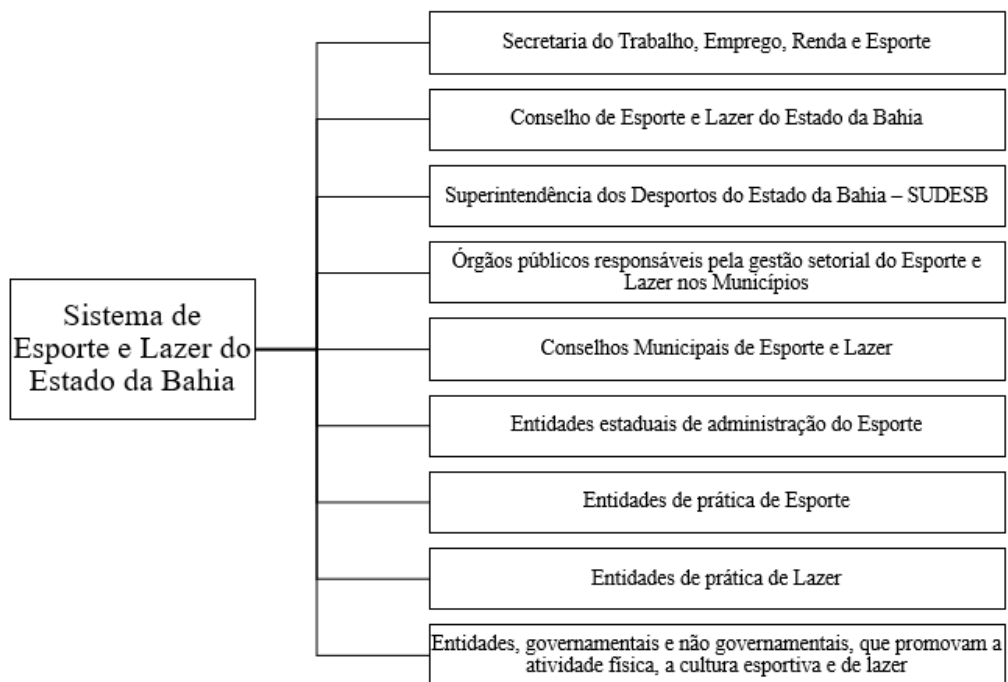 Secretaria do Trabalho, Emprego, Renda e Esporte
Conselho de Esporte e Lazer do Estado da Bahia
Superintendência dos Desportos do Estado da Bahia – SUDESB
Órgãos públicos responsáveis pela gestão setorial do Esporte e
Lazer nos Municípios
Sistema de
Esporte e Lazer do
Estado da Bahia
Conselhos Municipais de Esporte e Lazer
Entidades estaduais de administração do Esporte
Entidades de prática de Esporte
Entidades de prática de Lazer
Entidades, governamentais e não governamentais, que promovam a
atividade física, a cultura esportiva e de lazer